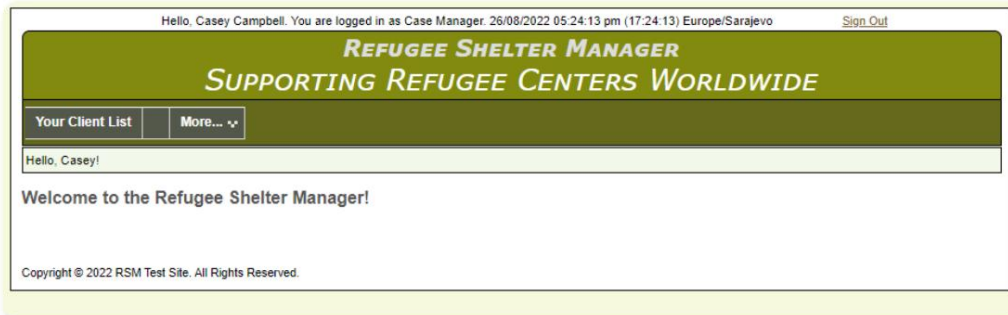 Hello, Casey Campbell. You are logged in as Case Manager. 26/08/2022 05:24:13 pm (17:24:13) Europe/Sarajevo Sign Out
REFUGEE SHELTER MANAGER
SUPPORTING REFUGEE CENTERS WORLDWIDE
Your Client List More...
Hello, Casey!
Welcome to the Refugee Shelter Manager!
Copyright © 2022 RSM Test Site. All Rights Reserved.